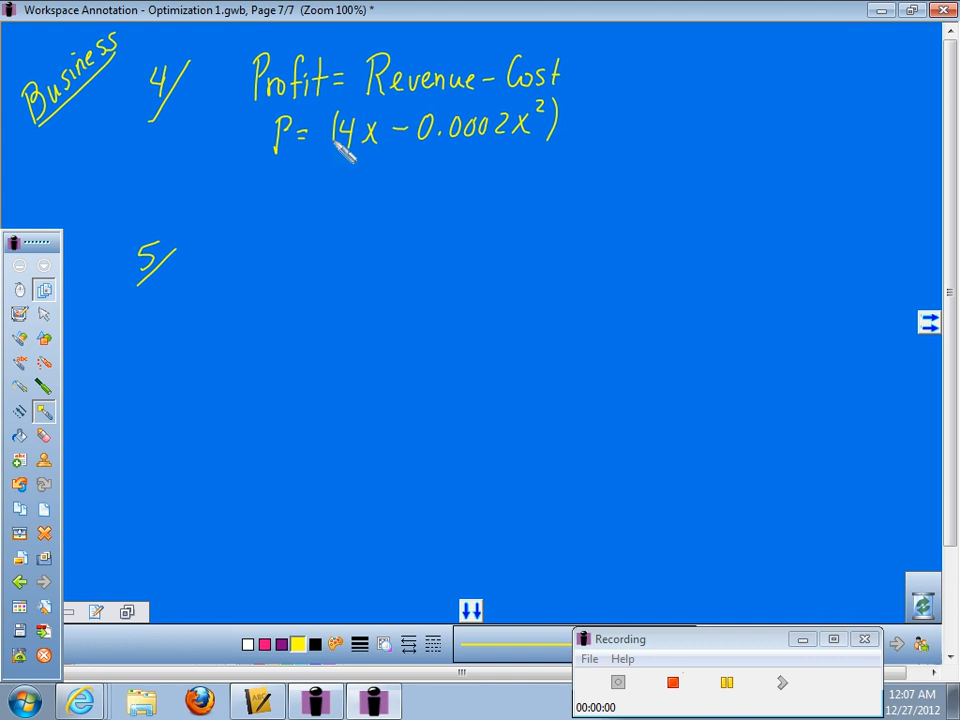 Workspace Annotation - Optimization 1.gwb, Page 7/7 (Zoom 100%) *
Business
4/
Profit = Revenue - Cost
P = (4x - 0.0002x²)
5/
Recording
File Help
00:00:00
12:07 AM
12/27/2012